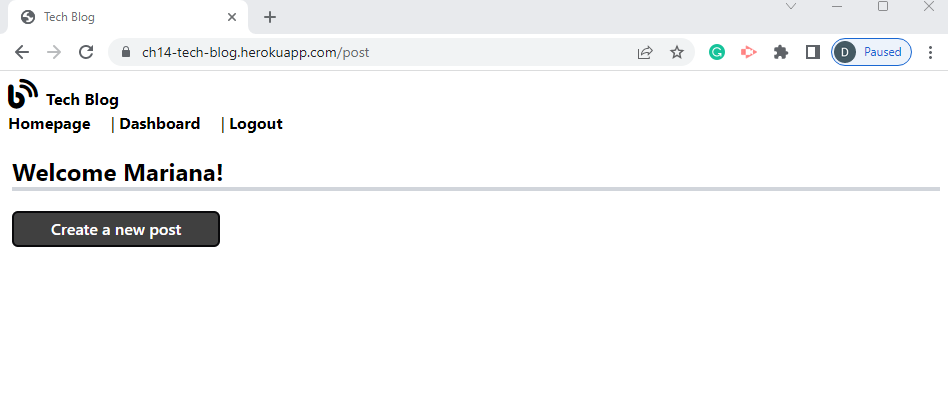 Tech Blog
ch14-tech-blog.herokuapp.com/post
D Paused
Tech Blog
Homepage | Dashboard | Logout
Welcome Mariana!
Create a new post